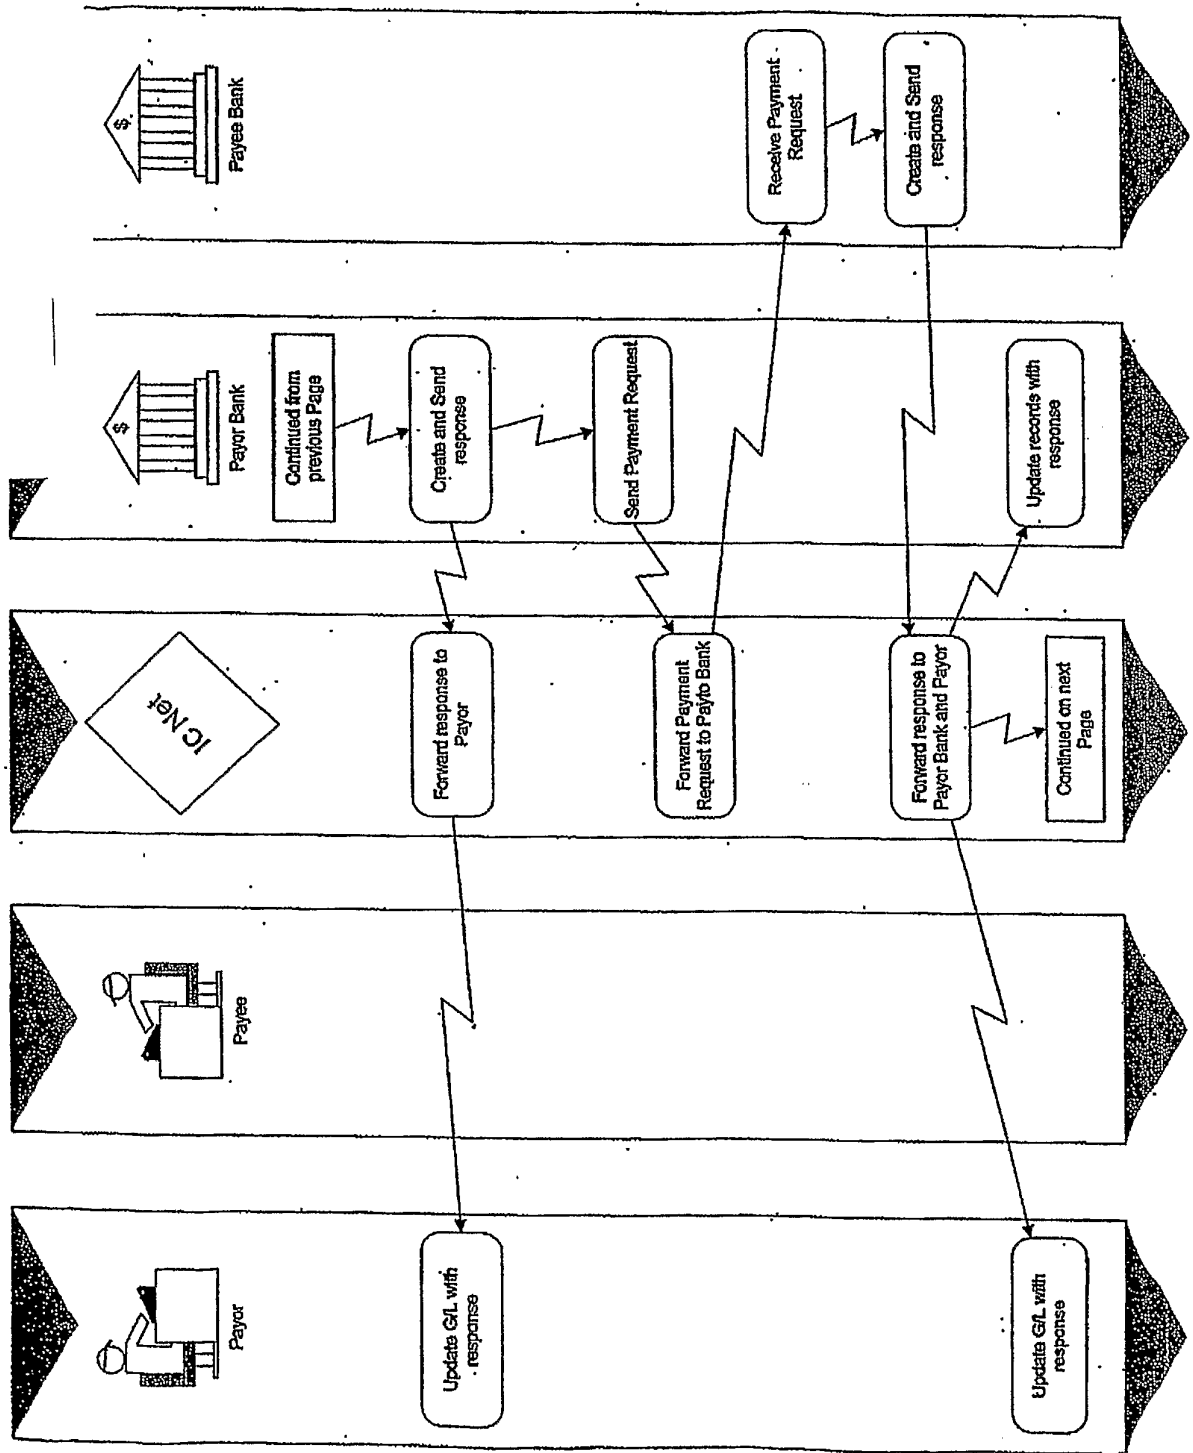 Payor
Update G/L with
response
Update G/L with
response
Payee
IC Net
Forward response to
Payor
Forward Payment
Request to Payto Bank
Forward response to
Payor Bank and Payor
Continued on next
Page
$
Payor Bank
Continued from
previous Page
Create and Send
response
Send Payment Request
Update records with
response
$
Payee Bank
Receive Payment
Request
Create and Send
response